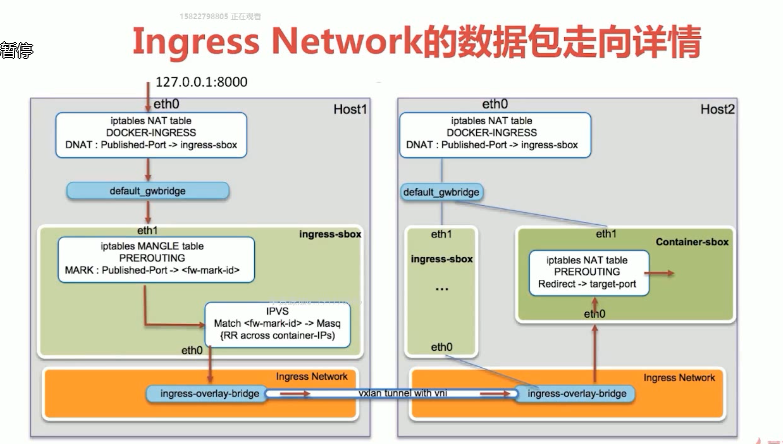 15822798805 正在观看
暂停
Ingress Network的数据包走向详情
127.0.0.1:8000
eth0
Host1
iptables NAT table
DOCKER-INGRESS
DNAT : Published-Port -> ingress-sbox
default_gwbridge
eth1
ingress-sbox
iptables MANGLE table
PREROUTING
MARK : Published-Port -> <fw-mark-id>
IPVS
Match <fw-mark-id> -> Masq
{RR across container-IPs)
eth0
Ingress Network
ingress-overlay-bridge
vxlan tunnel with vni
eth0
Host2
iptables NAT table
DOCKER-INGRESS
DNAT : Published-Port -> ingress-sbox
default_gwbridge
eth1
ingress-sbox
...
eth0
eth1
Container-sbox
iptables NAT table
PREROUTING
Redirect -> target-port
eth0
Ingress Network
ingress-overlay-bridge